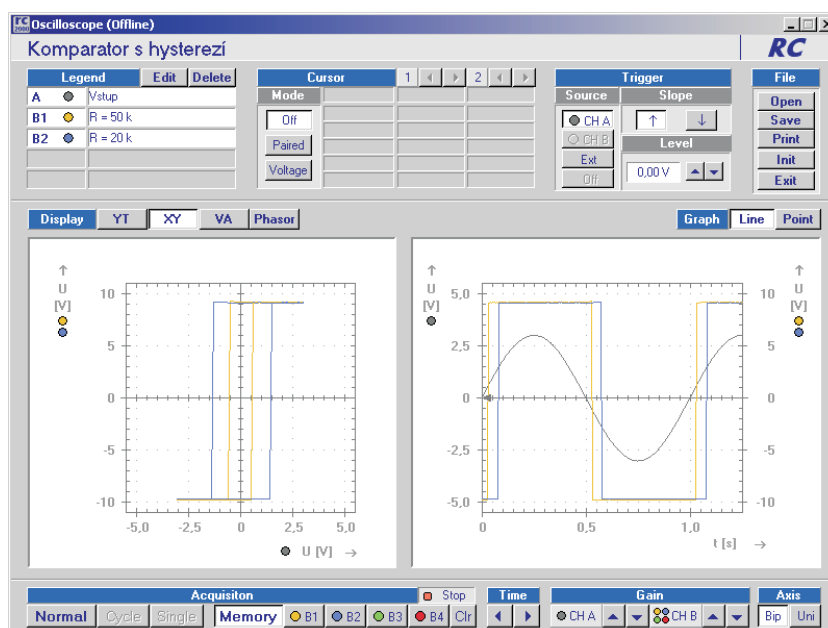 rc 2000 Oscilloscope (Offline)
Komparator s hysterezí
RC
Legend Edit Delete
A Vstup
B1 R = 50 k
B2 R = 20 k
Cursor 1 2
Mode
Off
Paired
Voltage
Trigger
Source Slope
CH A ↑ ↓
CH B
Level
Ext
0,00 V
Off
File
Open
Save
Print
Init
Exit
Display YT XY VA Phasor
Graph Line Point
↑
U
[V]
10
5
0
-5
-10
-5,0 -2,5 0 2,5 5,0
U [V] →
↑
U
[V]
5,0
2,5
0
-2,5
-5,0
0 0,5 1,0
t [s] →
↑
U
[V]
10
5
0
-5
-10
Acquisiton Stop
Normal Cycle Single Memory B1 B2 B3 B4 Clr
Time
Gain
CH A CH B
Axis
Bip Uni